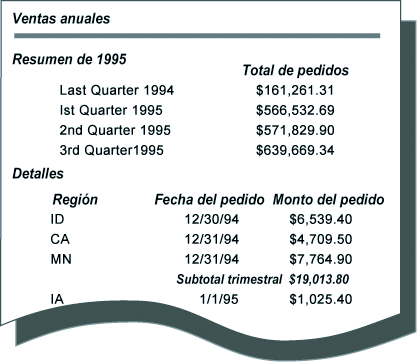 Ventas anuales
Resumen de 1995
Total de pedidos
Last Quarter 1994 $161,261.31
Ist Quarter 1995 $566,532.69
2nd Quarter 1995 $571,829.90
3rd Quarter1995 $639,669.34
Detalles
Región Fecha del pedido Monto del pedido
ID 12/30/94 $6,539.40
CA 12/31/94 $4,709.50
MN 12/31/94 $7,764.90
Subtotal trimestral $19,013.80
IA 1/1/95 $1,025.40